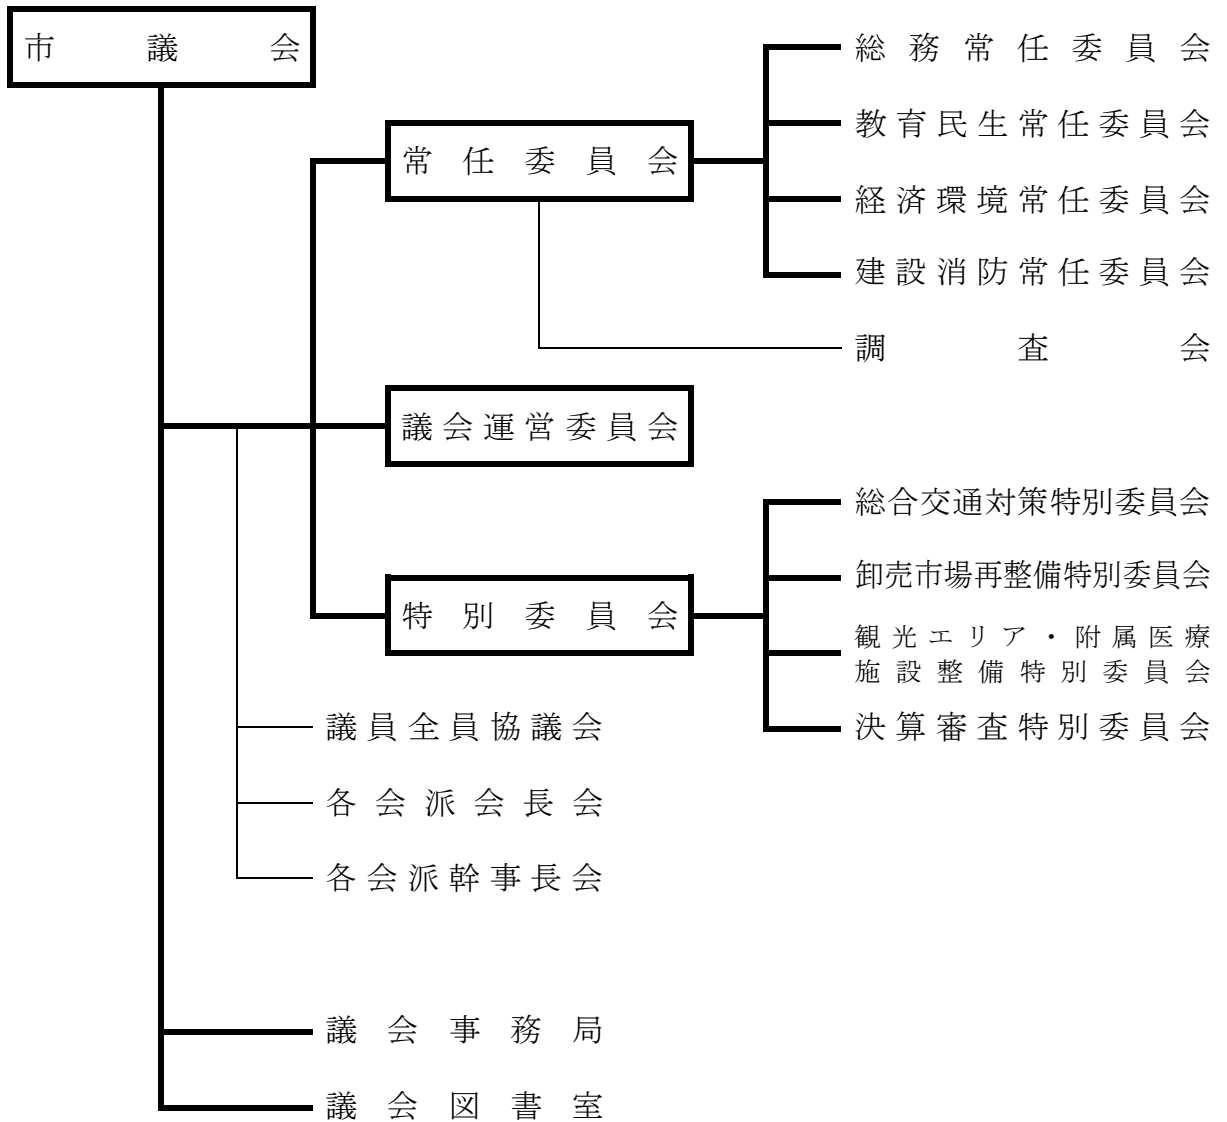 市議会
総務常任委員会
教育民生常任委員会
常任委員会
経済環境常任委員会
建設消防常任委員会
調査会
議会運営委員会
総合交通対策特別委員会
卸売市場再整備特別委員会
特別委員会
観光エリア・附属医療
施設整備特別委員会
決算審査特別委員会
議員全員協議会
各会派会長会
各会派幹事長会
議会事務局
議会図書室